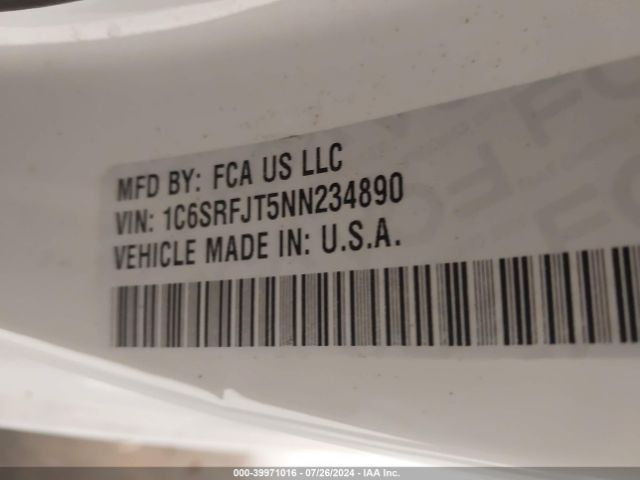 MFD BY: FCA US LLC
VIN: 1C6SRFJT5NN234890
VEHICLE MADE IN: U.S.A.
000-39971016 - 07/26/2024 - IAA Inc.